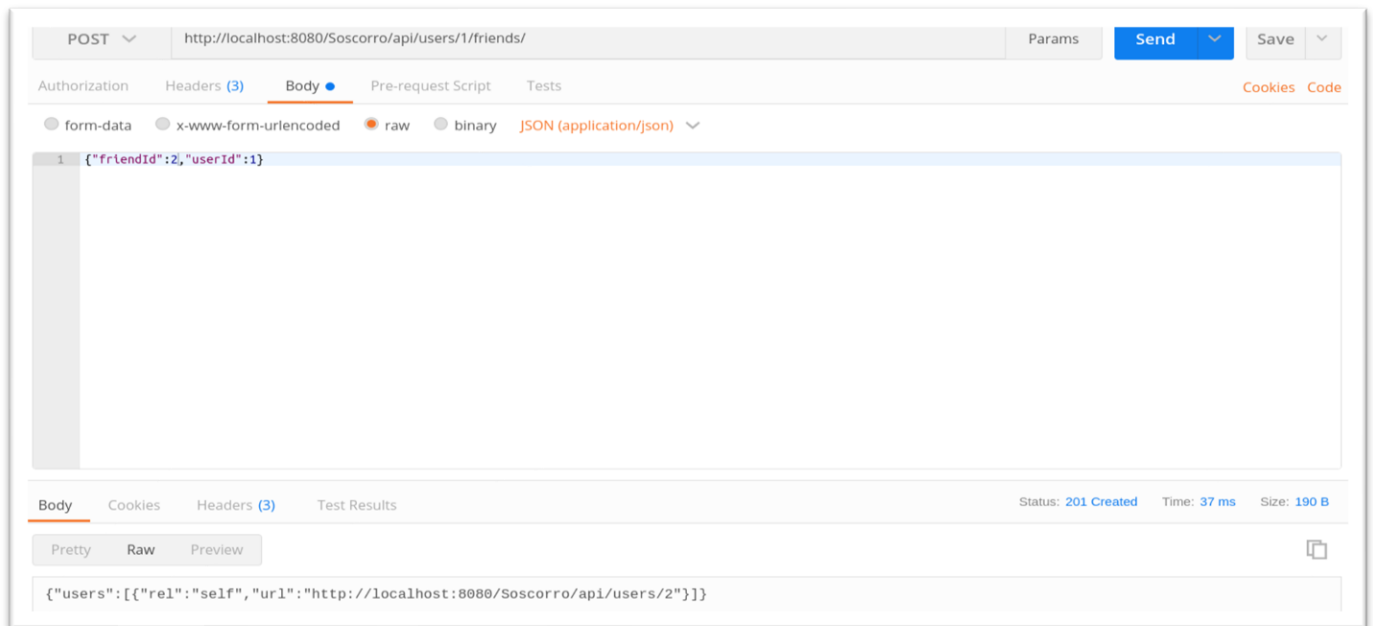 POST http://localhost:8080/Soscorro/api/users/1/friends/ Params Send Save
Authorization Headers (3) Body Pre-request Script Tests Cookies Code
form-data x-www-form-urlencoded raw binary JSON (application/json)
1 {"friendId":2,"userId":1}
Body Cookies Headers (3) Test Results Status: 201 Created Time: 37 ms Size: 190 B
Pretty Raw Preview
{"users":[{"rel":"self","url":"http://localhost:8080/Soscorro/api/users/2"}]}